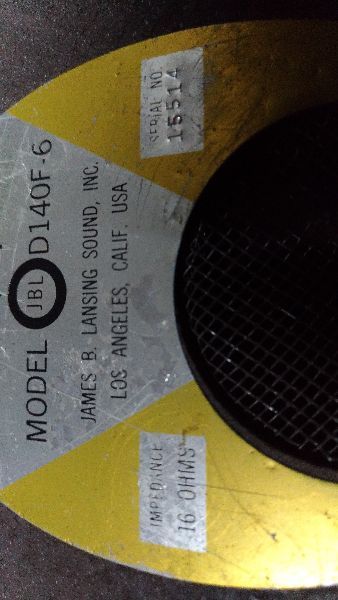 MODEL JBL D140F-6
JAMES B. LANSING SOUND, INC.
LOS ANGELES, CALIF. USA
IMPEDANCE
16 OHMS
SERIAL NO
15514